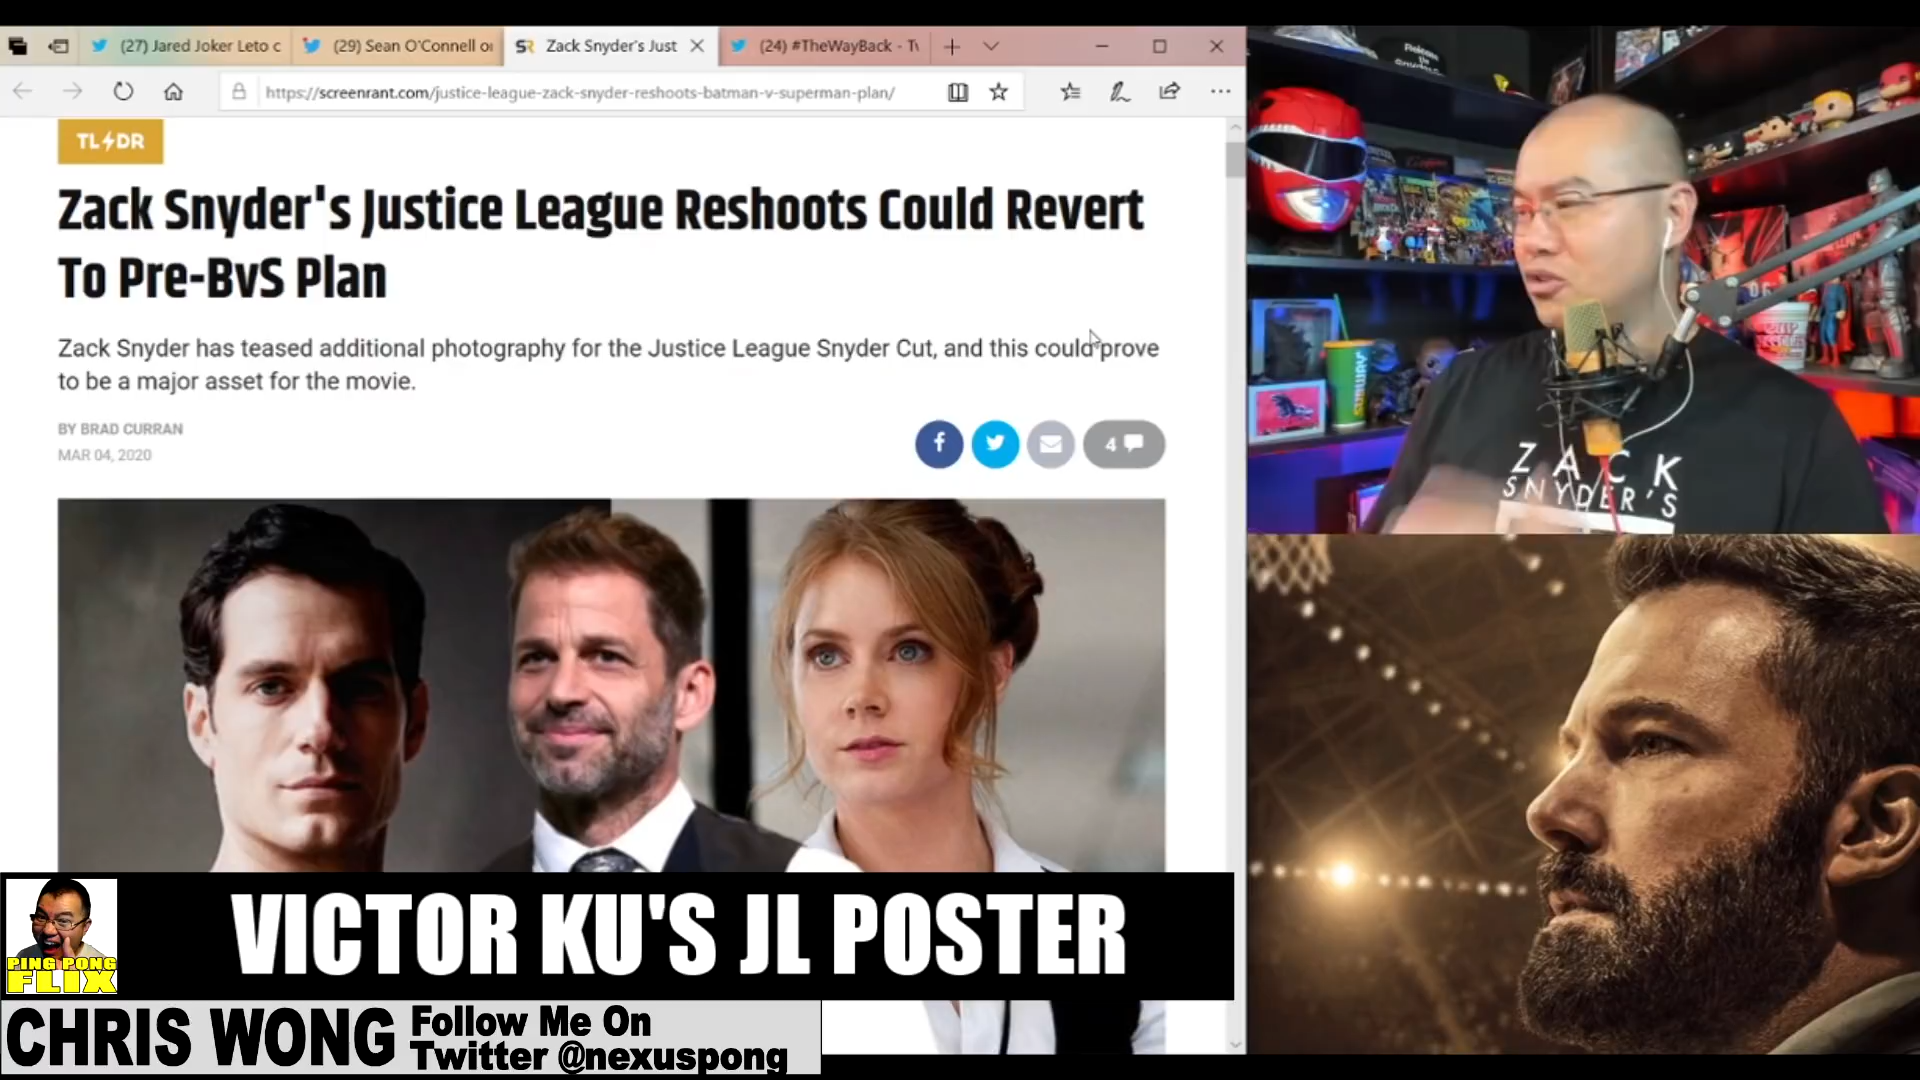 (27) Jared Joker Leto c
(29) Sean O'Connell or
SR Zack Snyder's Just
(24) #TheWayBack - Tw
https://screenrant.com/justice-league-zack-snyder-reshoots-batman-v-superman-plan/
TL DR
Zack Snyder's Justice League Reshoots Could Revert
To Pre-BvS Plan
Zack Snyder has teased additional photography for the Justice League Snyder Cut, and this could prove
to be a major asset for the movie.
BY BRAD CURRAN
MAR 04, 2020
4
ZACK
SNYDER'S
SUBWAY
VICTOR KU'S JL POSTER
PING PONG
FLIX
CHRIS WONG
Follow Me On
Twitter @nexuspong